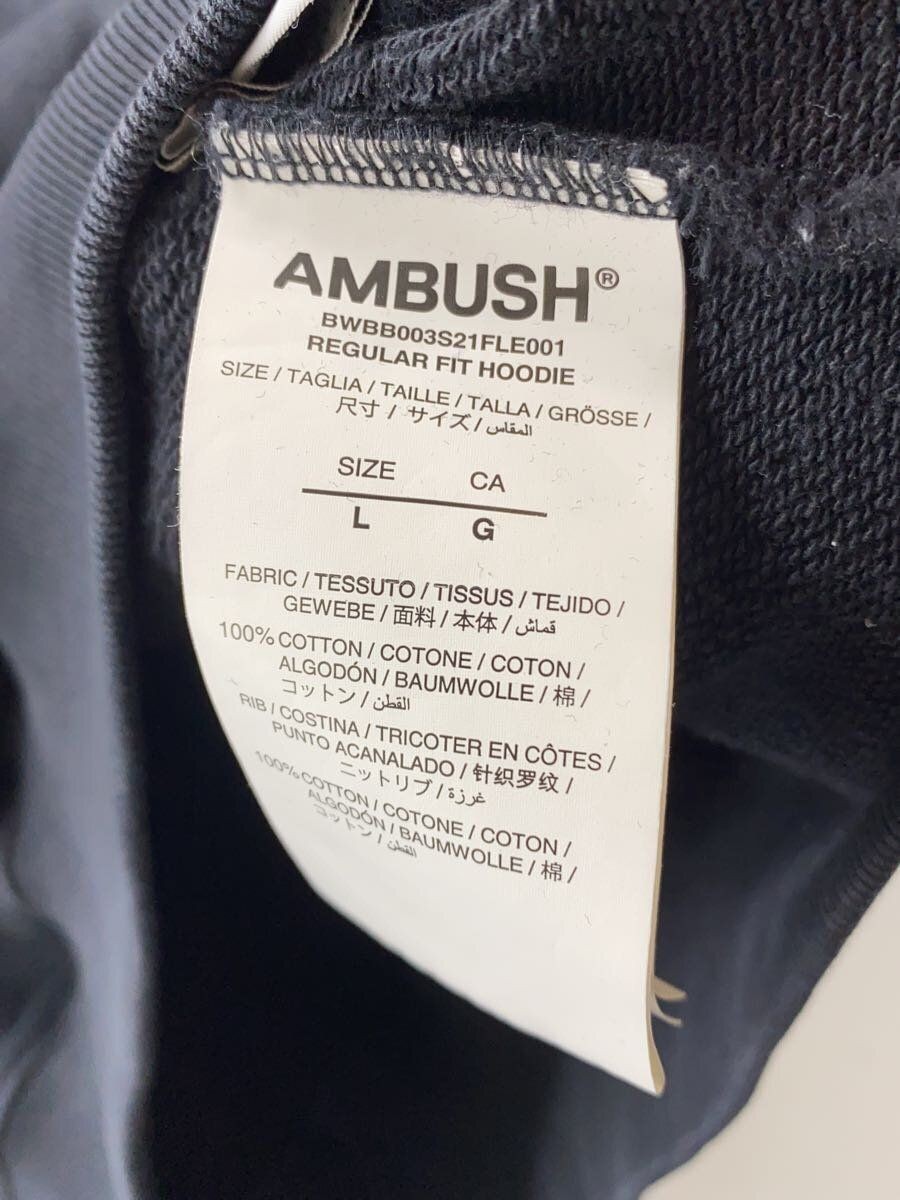 AMBUSH®
BWBB003S21FLE001
REGULAR FIT HOODIE
SIZE / TAGLIA / TAILLE / TALLA / GRÖSSE /
尺寸 / サイズ / المقاس
SIZE CA
L G
FABRIC / TESSUTO / TISSUS / TEJIDO /
GEWEBE / 面料 / 本体 / قماش
100% COTTON / COTONE / COTON /
ALGODÓN / BAUMWOLLE / 棉 /
コットン / القطن
RIB / COSTINA / TRICOTER EN CÔTES /
PUNTO ACANALADO / 针织罗纹 /
ニットリブ / غرزة
100% COTTON / COTONE / COTON /
ALGODÓN / BAUMWOLLE / 棉 /
コットン / القطن